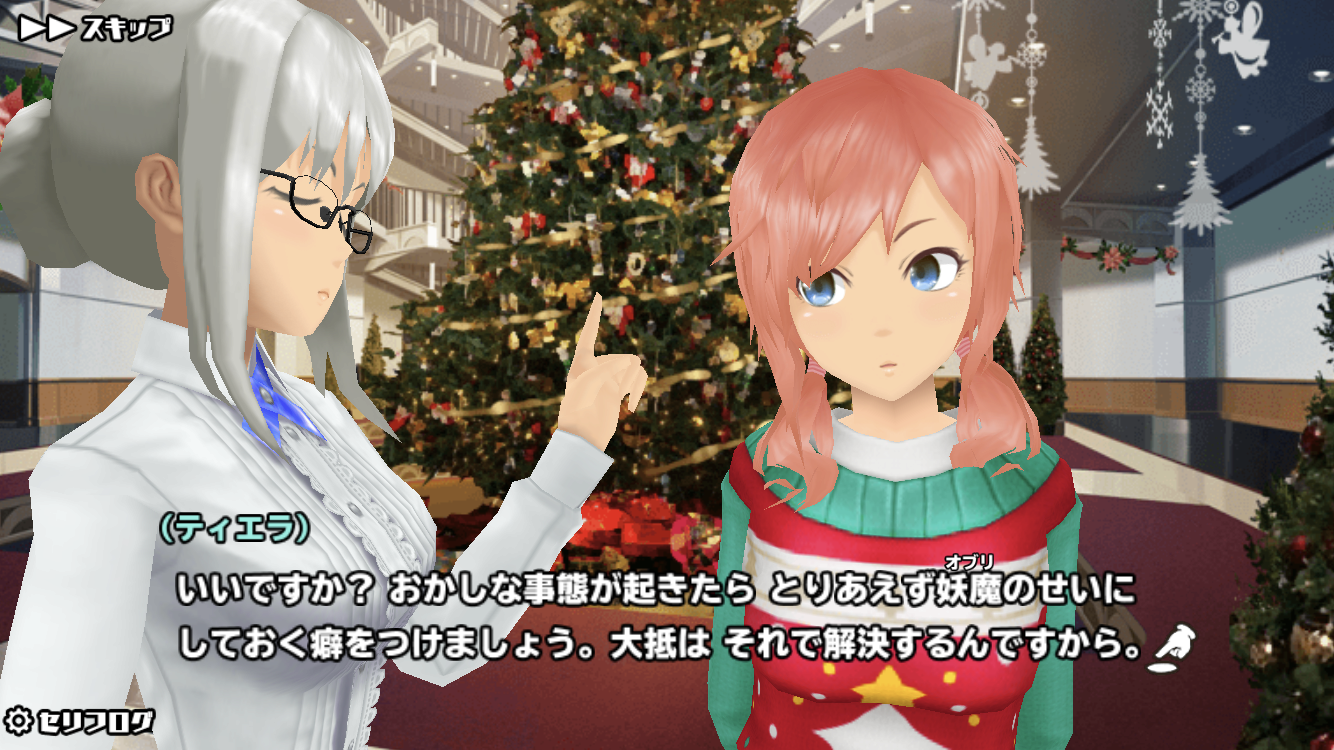 スキップ
(ティエラ)
オブリ
いいですか? おかしな事態が起きたら とりあえず妖魔のせいに
しておく癖をつけましょう。大抵は それで解決するんですから。
セリフログ